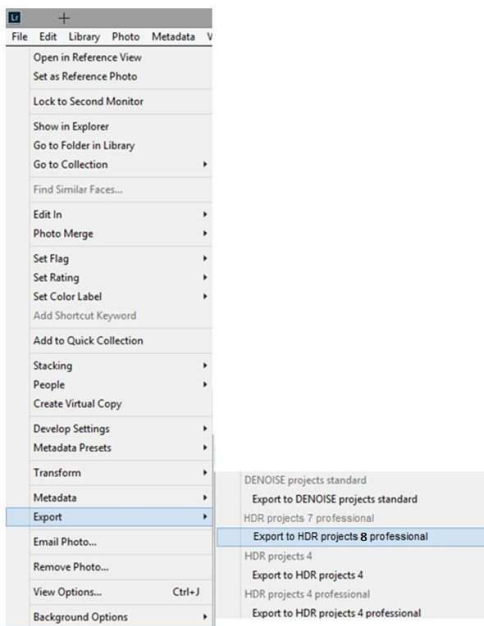 Lr
File Edit Library Photo Metadata V
Open in Reference View
Set as Reference Photo
Lock to Second Monitor
Show in Explorer
Go to Folder in Library
Go to Collection
Find Similar Faces...
Edit In
Photo Merge
Set Flag
Set Rating
Set Color Label
Add Shortcut Keyword
Add to Quick Collection
Stacking
People
Create Virtual Copy
Develop Settings
Metadata Presets
Transform
Metadata
Export
Email Photo...
Remove Photo...
View Options... Ctrl+J
Background Options
DENOISE projects standard
Export to DENOISE projects standard
HDR projects 7 professional
Export to HDR projects 8 professional
HDR projects 4
Export to HDR projects 4
HDR projects 4 professional
Export to HDR projects 4 professional